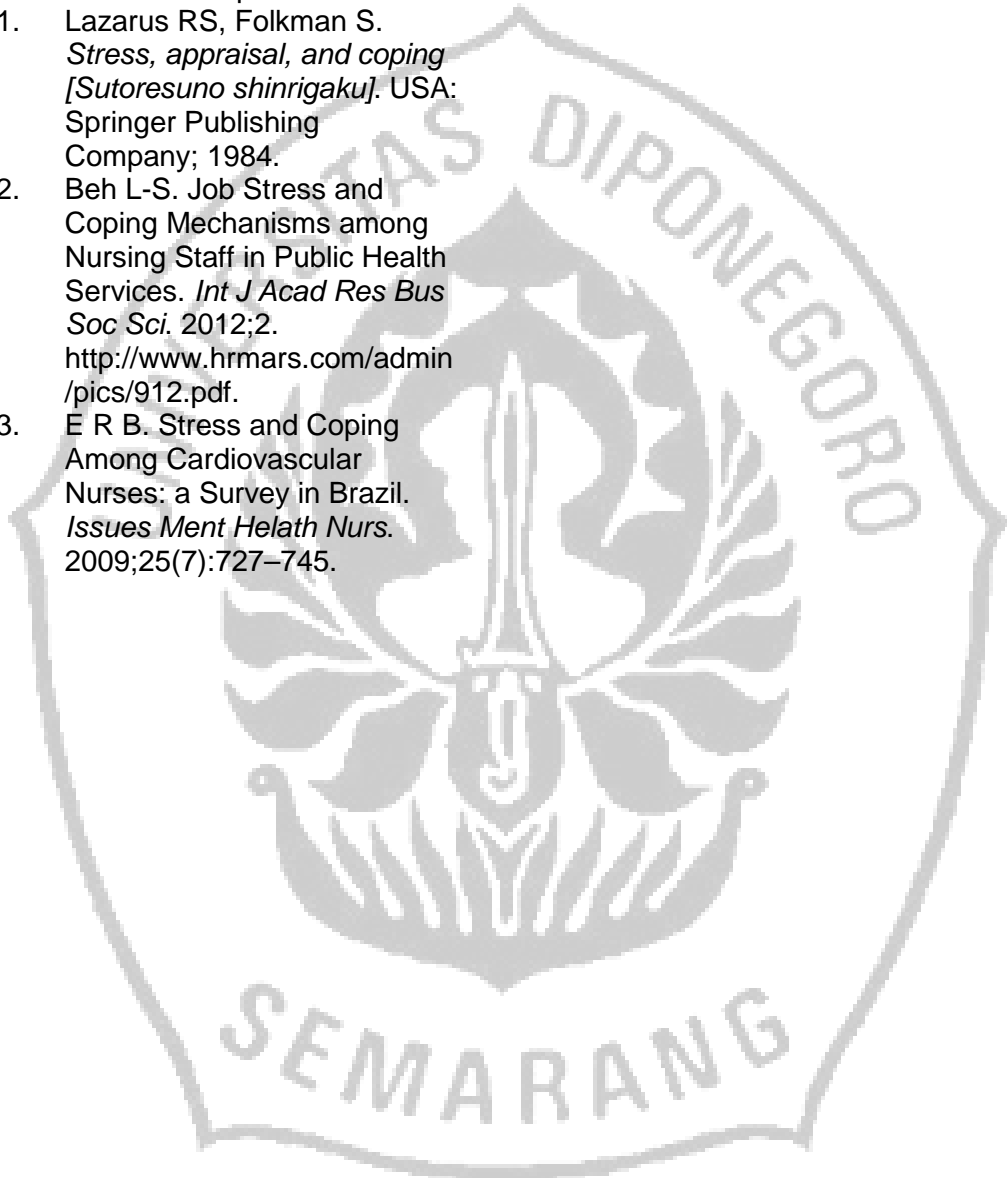 1. Lazarus RS, Folkman S.
Stress, appraisal, and coping
[Sutoresuno shinrigaku]. USA:
Springer Publishing
Company; 1984.
2. Beh L-S. Job Stress and
Coping Mechanisms among
Nursing Staff in Public Health
Services. Int J Acad Res Bus
Soc Sci. 2012;2.
http://www.hrmars.com/admin
/pics/912.pdf.
3. E R B. Stress and Coping
Among Cardiovascular
Nurses: a Survey in Brazil.
Issues Ment Helath Nurs.
2009;25(7):727–745.
UNIVERSITAS DIPONEGORO
SEMARANG